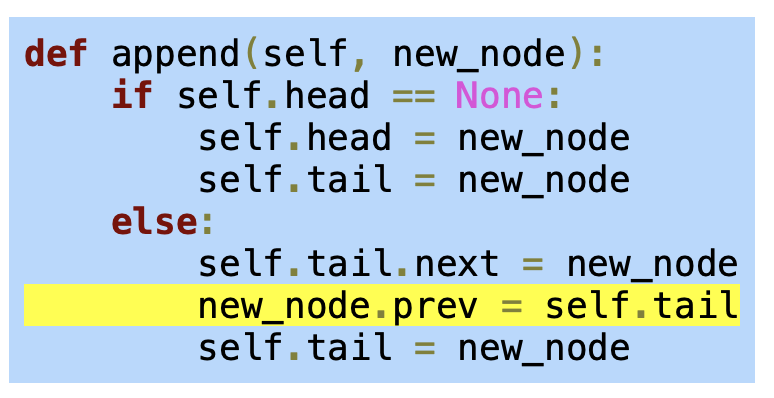 def append(self, new_node):
    if self.head == None:
        self.head = new_node
        self.tail = new_node
    else:
        self.tail.next = new_node
        new_node.prev = self.tail
        self.tail = new_node